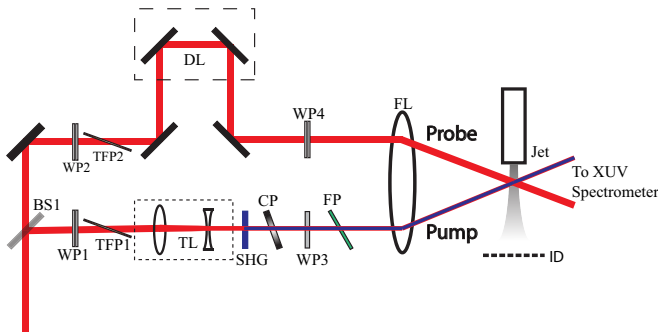 DL
WP4
FL
Probe
Jet
WP2
TFP2
To XUV
Spectrometer
BS1
CP
FP
WP1
TFP1
TL
SHG
WP3
Pump
ID